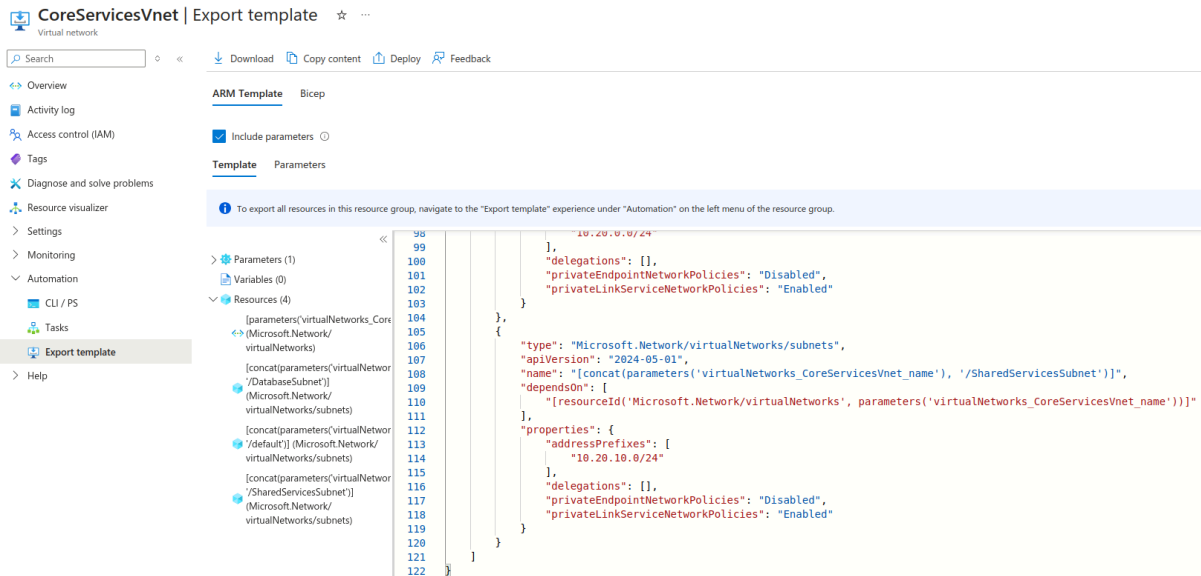 CoreServicesVnet | Export template ☆ ...
Virtual network
Search
Overview
Activity log
Access control (IAM)
Tags
Diagnose and solve problems
Resource visualizer
Settings
Monitoring
Automation
CLI / PS
Tasks
Export template
Help
Download Copy content Deploy Feedback
ARM Template Bicep
Include parameters
Template Parameters
To export all resources in this resource group, navigate to the "Export template" experience under "Automation" on the left menu of the resource group.
Parameters (1)
Variables (0)
Resources (4)
[parameters('virtualNetworks_Core
(Microsoft.Network/
virtualNetworks)
[concat(parameters('virtualNetwor
'/DatabaseSubnet')]
(Microsoft.Network/
virtualNetworks/subnets)
[concat(parameters('virtualNetwor
'/default')] (Microsoft.Network/
virtualNetworks/subnets)
[concat(parameters('virtualNetwor
'/SharedServicesSubnet')]
(Microsoft.Network/
virtualNetworks/subnets)
98 "10.20.0.0/24"
99 ],
100 "delegations": [],
101 "privateEndpointNetworkPolicies": "Disabled",
102 "privateLinkServiceNetworkPolicies": "Enabled"
103 }
104 },
105 {
106 "type": "Microsoft.Network/virtualNetworks/subnets",
107 "apiVersion": "2024-05-01",
108 "name": "[concat(parameters('virtualNetworks_CoreServicesVnet_name'), '/SharedServicesSubnet')]",
109 "dependsOn": [
110 "[resourceId('Microsoft.Network/virtualNetworks', parameters('virtualNetworks_CoreServicesVnet_name'))]"
111 ],
112 "properties": {
113 "addressPrefixes": [
114 "10.20.10.0/24"
115 ],
116 "delegations": [],
117 "privateEndpointNetworkPolicies": "Disabled",
118 "privateLinkServiceNetworkPolicies": "Enabled"
119 }
120 }
121 ]
122 }